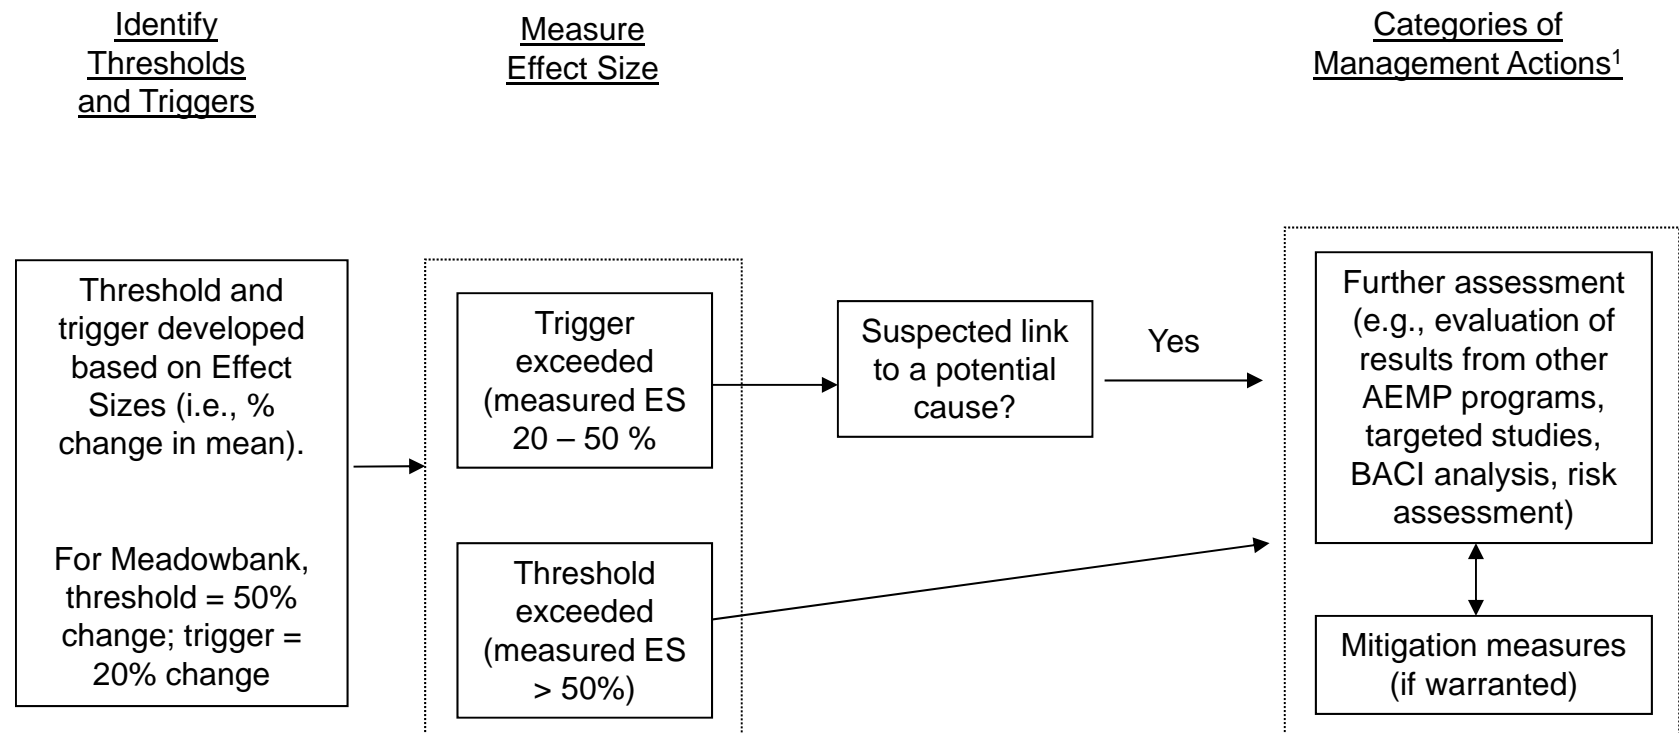 Identify
Thresholds
and Triggers
Measure
Effect Size
Categories of
Management Actions¹
Threshold and
trigger developed
based on Effect
Sizes (i.e., %
change in mean).
For Meadowbank,
threshold = 50%
change; trigger =
20% change
Trigger
exceeded
(measured ES
20 – 50 %
Threshold
exceeded
(measured ES
> 50%)
Suspected link
to a potential
cause?
Yes
Further assessment
(e.g., evaluation of
results from other
AEMP programs,
targeted studies,
BACI analysis, risk
assessment)
Mitigation measures
(if warranted)